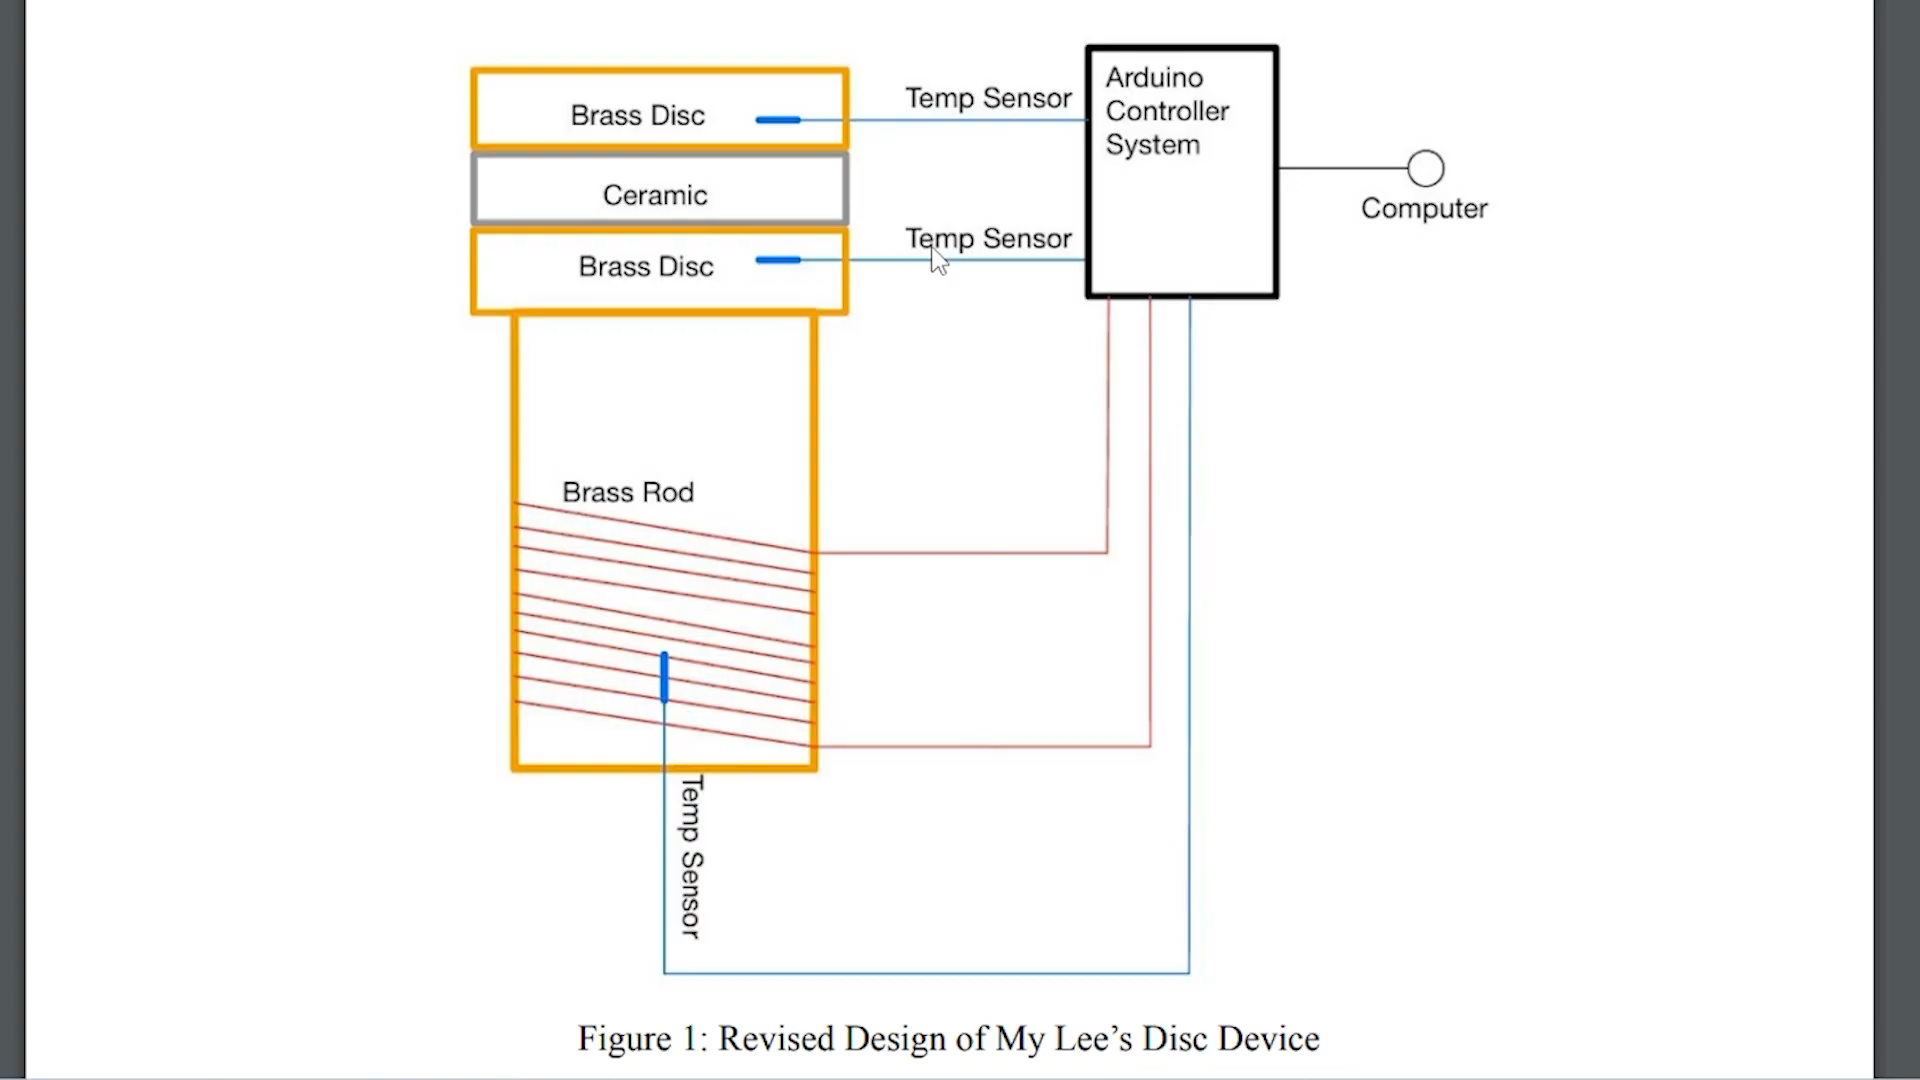 Brass Disc
Temp Sensor
Arduino
Controller
System
Ceramic
Computer
Temp Sensor
Brass Disc
Brass Rod
Temp Sensor
Figure 1: Revised Design of My Lee’s Disc Device